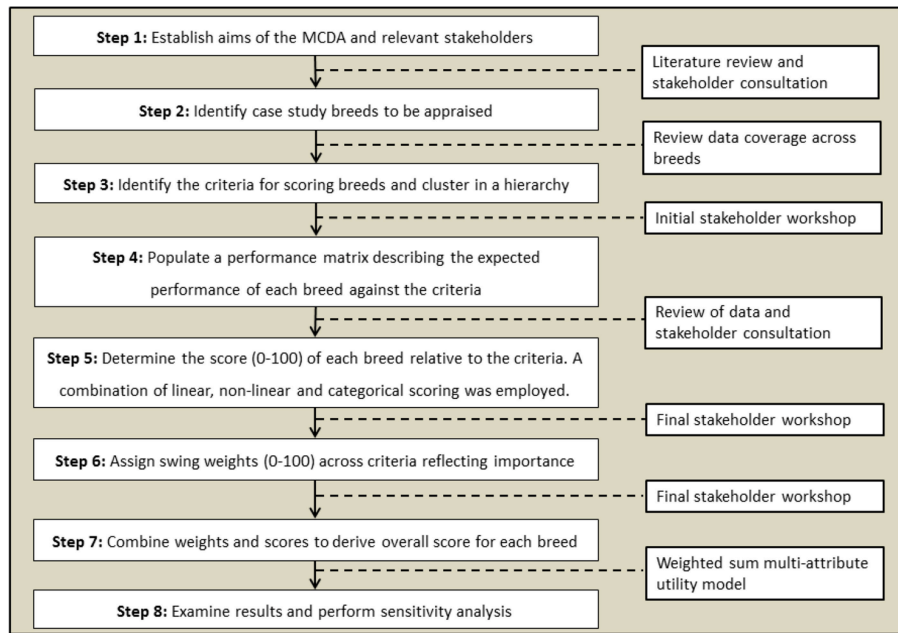 Step 1: Establish aims of the MCDA and relevant stakeholders
Literature review and
stakeholder consultation
Step 2: Identify case study breeds to be appraised
Review data coverage across
breeds
Step 3: Identify the criteria for scoring breeds and cluster in a hierarchy
Initial stakeholder workshop
Step 4: Populate a performance matrix describing the expected
performance of each breed against the criteria
Review of data and
stakeholder consultation
Step 5: Determine the score (0-100) of each breed relative to the criteria. A
combination of linear, non-linear and categorical scoring was employed.
Final stakeholder workshop
Step 6: Assign swing weights (0-100) across criteria reflecting importance
Final stakeholder workshop
Step 7: Combine weights and scores to derive overall score for each breed
Weighted sum multi-attribute
utility model
Step 8: Examine results and perform sensitivity analysis